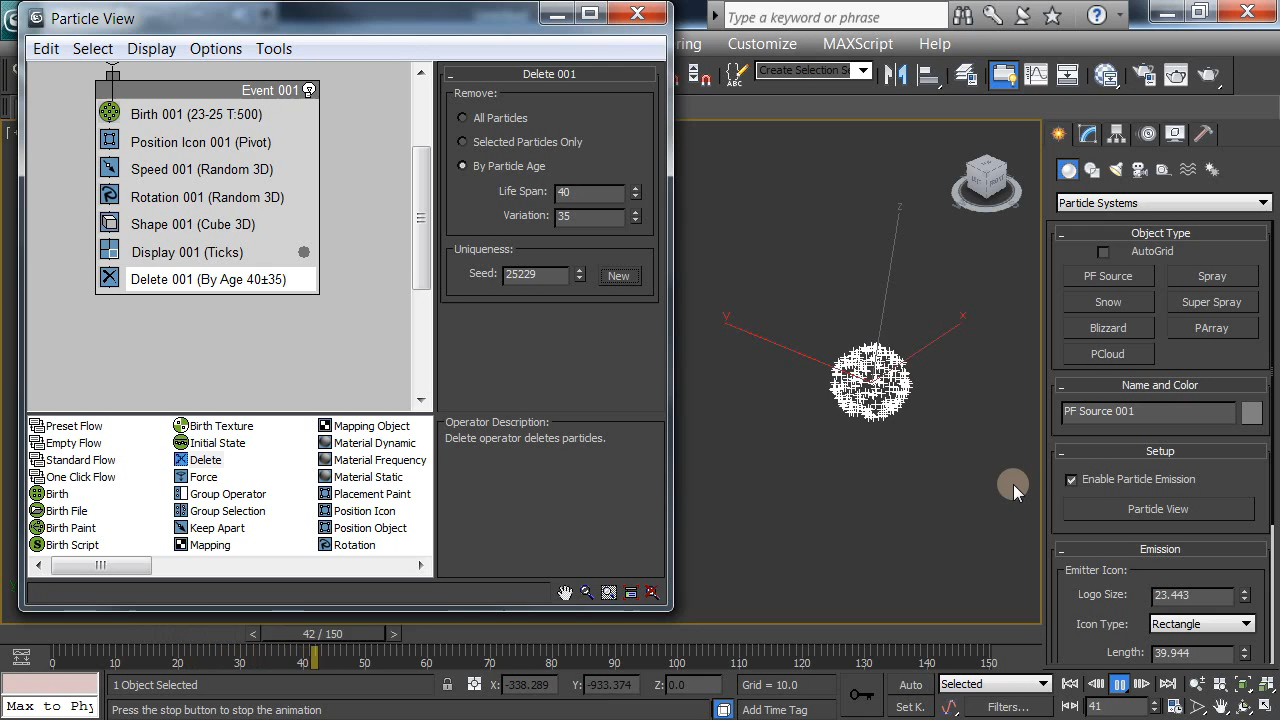 Particle View
Edit Select Display Options Tools
Event 001
Birth 001 (23-25 T:500)
Position Icon 001 (Pivot)
Speed 001 (Random 3D)
Rotation 001 (Random 3D)
Shape 001 (Cube 3D)
Display 001 (Ticks)
Delete 001 (By Age 40±35)
Delete 001
Remove:
All Particles
Selected Particles Only
By Particle Age
Life Span: 40
Variation: 35
Uniqueness:
Seed: 25229 New
Preset Flow
Empty Flow
Standard Flow
One Click Flow
Birth
Birth File
Birth Paint
Birth Script
Birth Texture
Initial State
Delete
Force
Group Operator
Group Selection
Keep Apart
Mapping
Mapping Object
Material Dynamic
Material Frequency
Material Static
Placement Paint
Position Icon
Position Object
Rotation
Operator Description:
Delete operator deletes particles.
Type a keyword or phrase
ring Customize MAXScript Help
ABC
Create Selection S
z
y
x
Particle Systems
Object Type
AutoGrid
PF Source Spray
Snow Super Spray
Blizzard PArray
PCloud
Name and Color
PF Source 001
Setup
Enable Particle Emission
Particle View
Emission
Emitter Icon:
Logo Size: 23.443
Icon Type: Rectangle
Length: 39.944
< 42 / 150 >
0 10 20 30 40 50 60 70 80 90 100 110 120 130 140 150
1 Object Selected X: -338.289 Y: -933.374 Z: 0.0 Grid = 10.0 Auto Selected
Max to Phy Press the stop button to stop the animation Add Time Tag Set K. Filters... 41